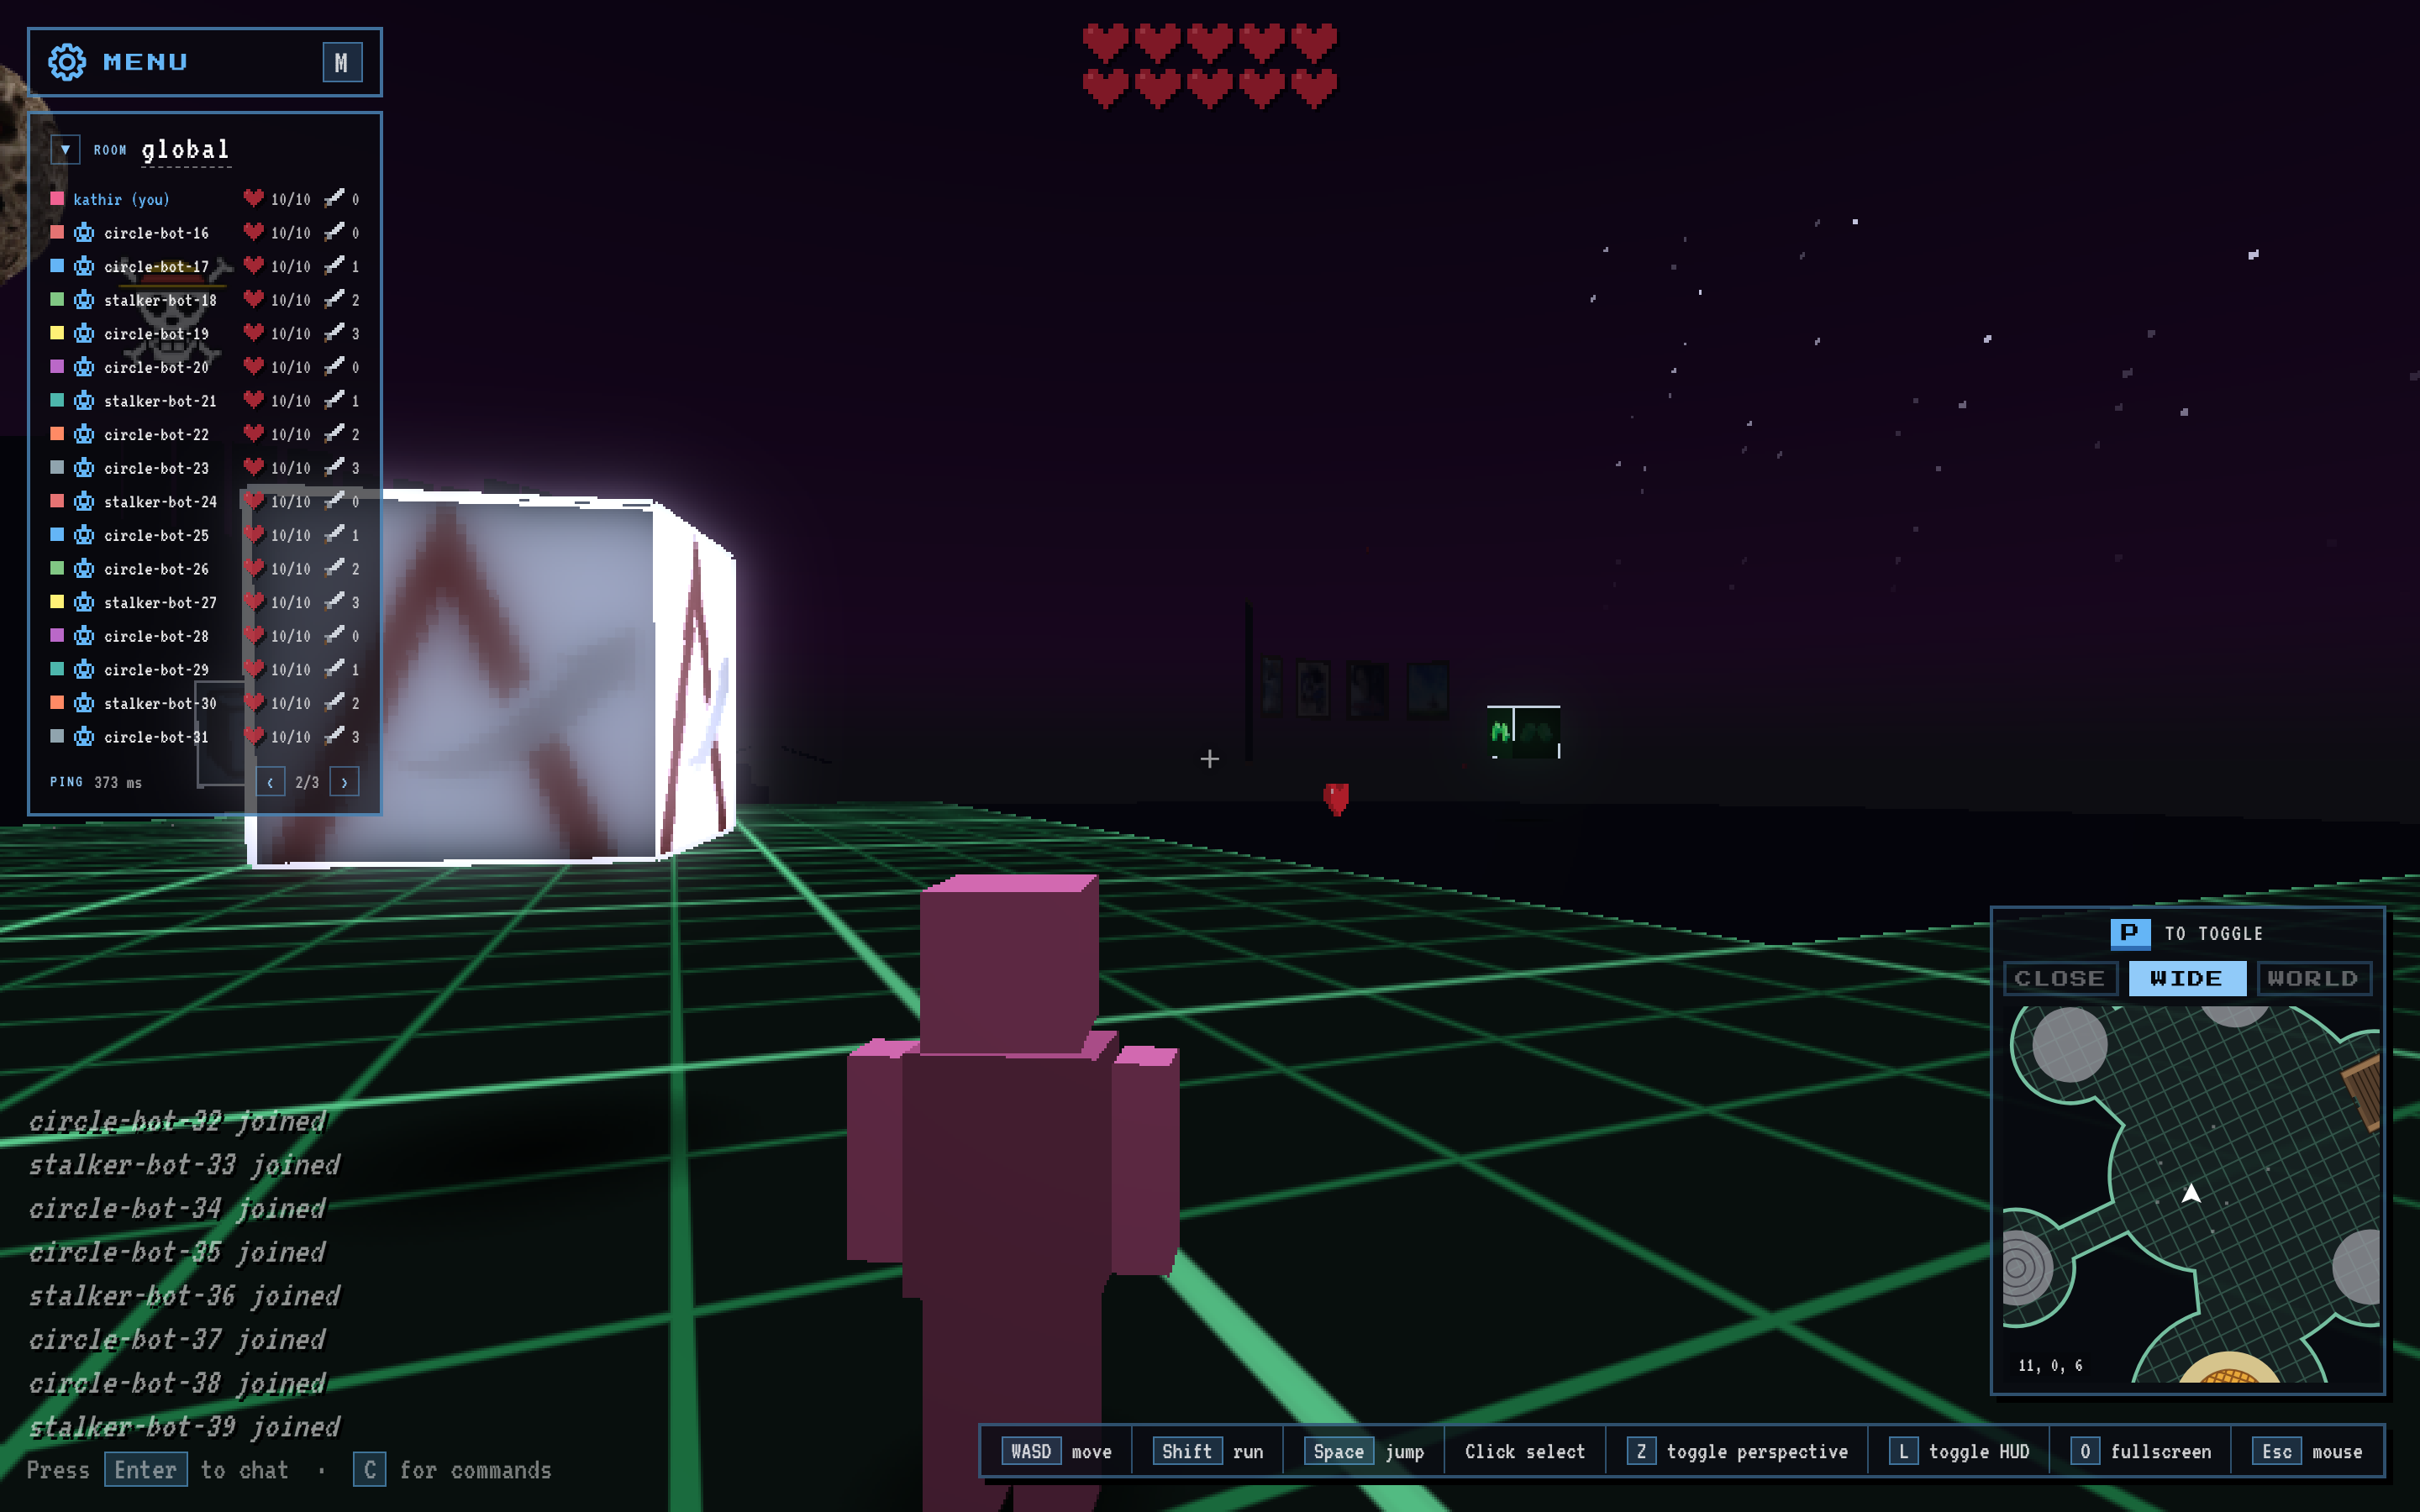 MENU M
▼ ROOM global
kathir (you) 10/10 0
circle-bot-16 10/10 0
circle-bot-17 10/10 1
stalker-bot-18 10/10 2
circle-bot-19 10/10 3
circle-bot-20 10/10 0
stalker-bot-21 10/10 1
circle-bot-22 10/10 2
circle-bot-23 10/10 3
stalker-bot-24 10/10 0
circle-bot-25 10/10 1
circle-bot-26 10/10 2
stalker-bot-27 10/10 3
circle-bot-28 10/10 0
circle-bot-29 10/10 1
stalker-bot-30 10/10 2
circle-bot-31 10/10 3
PING 373 ms ‹ 2/3 ›
circle-bot-32 joined
stalker-bot-33 joined
circle-bot-34 joined
circle-bot-35 joined
stalker-bot-36 joined
circle-bot-37 joined
circle-bot-38 joined
stalker-bot-39 joined
Press Enter to chat · C for commands
P TO TOGGLE
CLOSE WIDE WORLD
11, 0, 6
WASD move Shift run Space jump Click select Z toggle perspective L toggle HUD O fullscreen Esc mouse